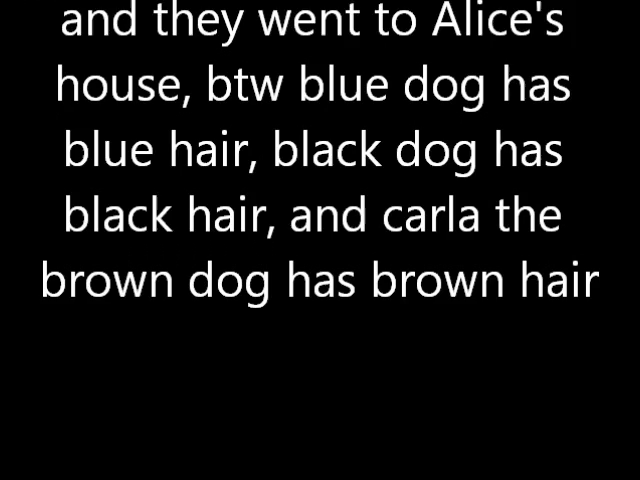 and they went to Alice's
house, btw blue dog has
blue hair, black dog has
black hair, and carla the
brown dog has brown hair